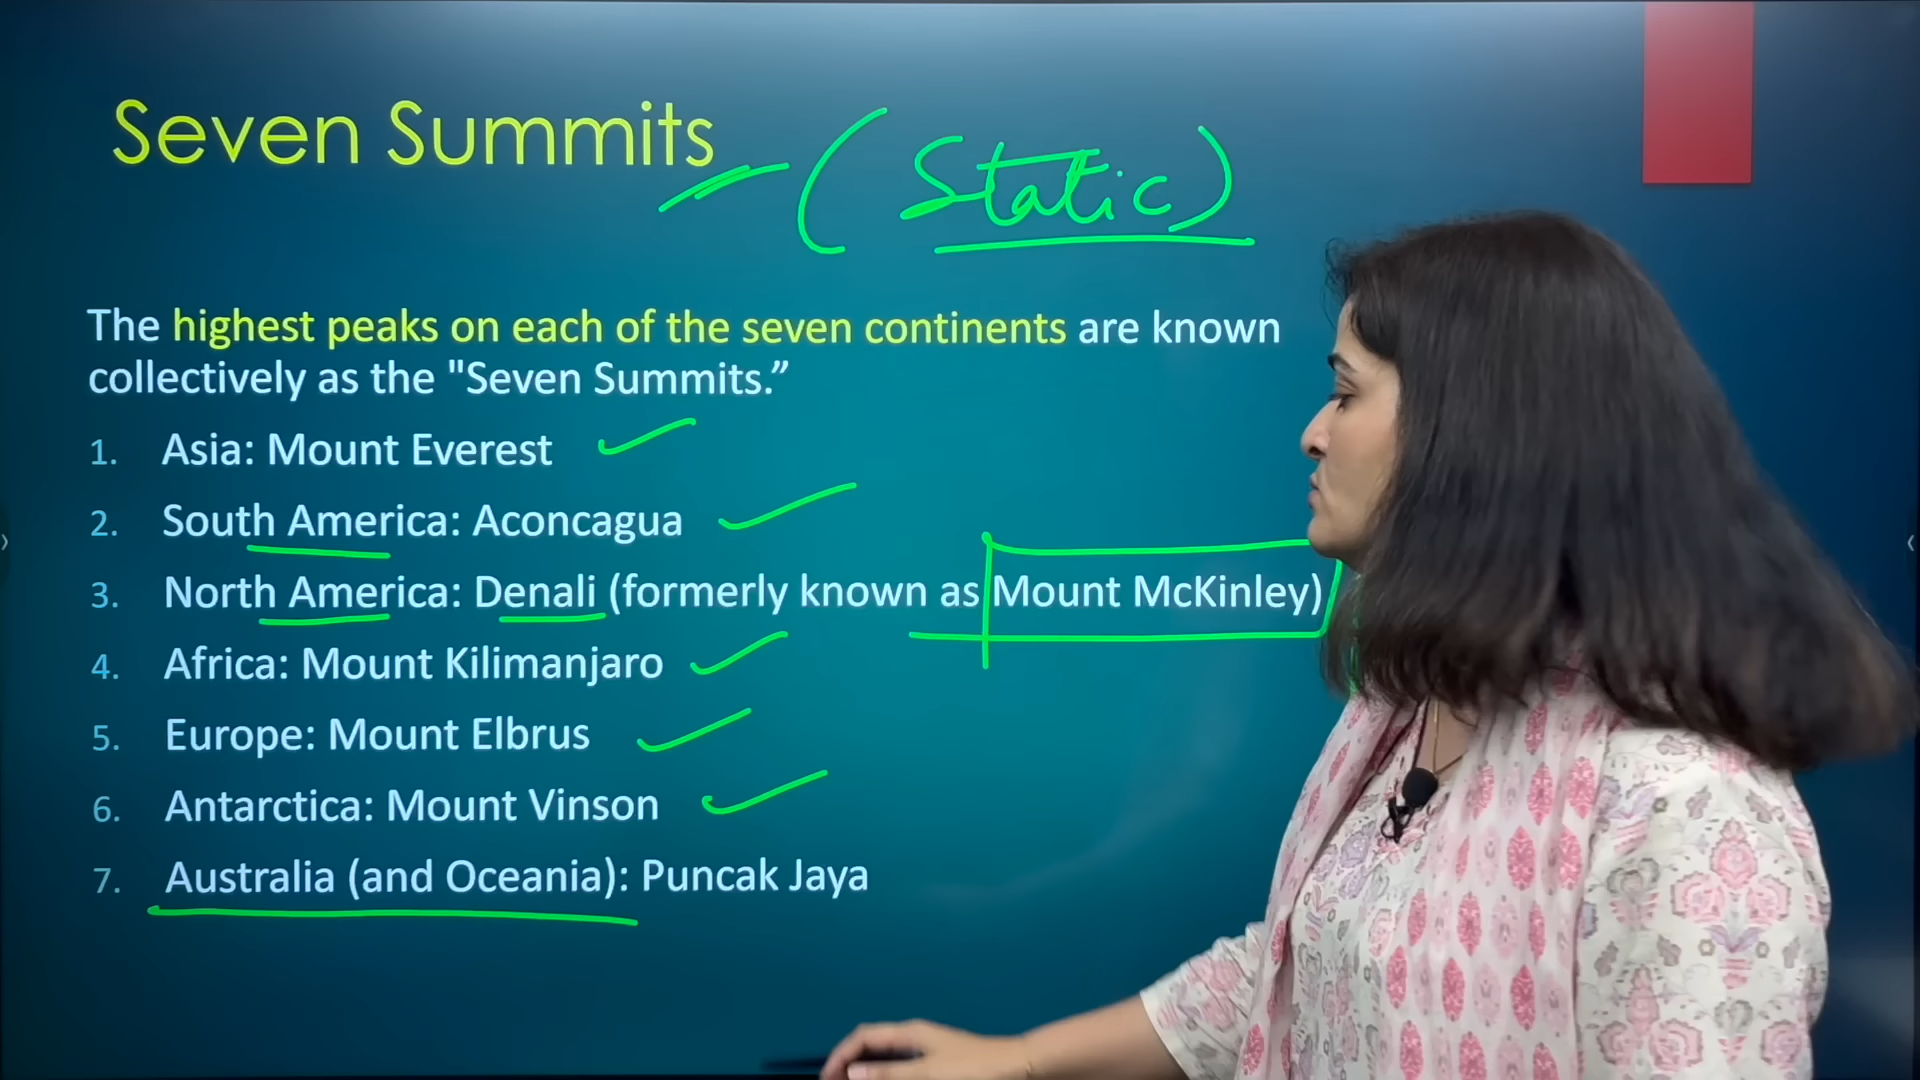 Seven Summits
(Static)
The highest peaks on each of the seven continents are known
collectively as the "Seven Summits.”
1. Asia: Mount Everest
2. South America: Aconcagua
3. North America: Denali (formerly known as Mount McKinley)
4. Africa: Mount Kilimanjaro
5. Europe: Mount Elbrus
6. Antarctica: Mount Vinson
7. Australia (and Oceania): Puncak Jaya